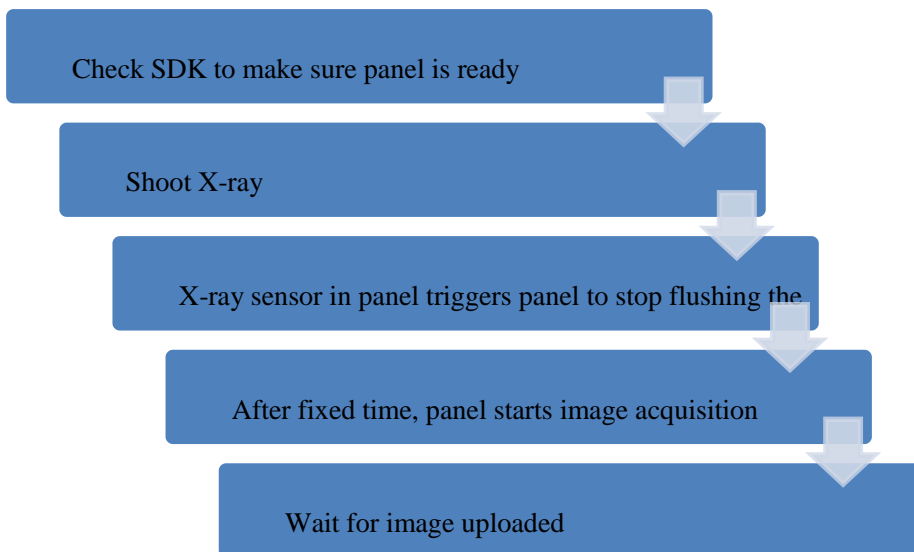 Check SDK to make sure panel is ready
Shoot X-ray
X-ray sensor in panel triggers panel to stop flushing the
After fixed time, panel starts image acquisition
Wait for image uploaded